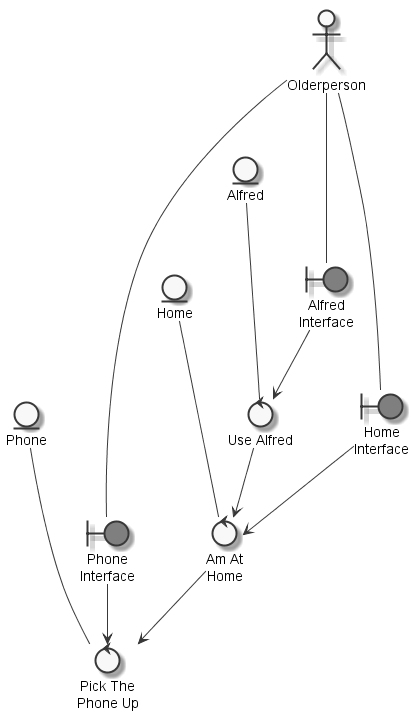 Olderperson
Alfred
Alfred
Interface
Home
Phone
Use Alfred
Home
Interface
Phone
Interface
Am At
Home
Pick The
Phone Up